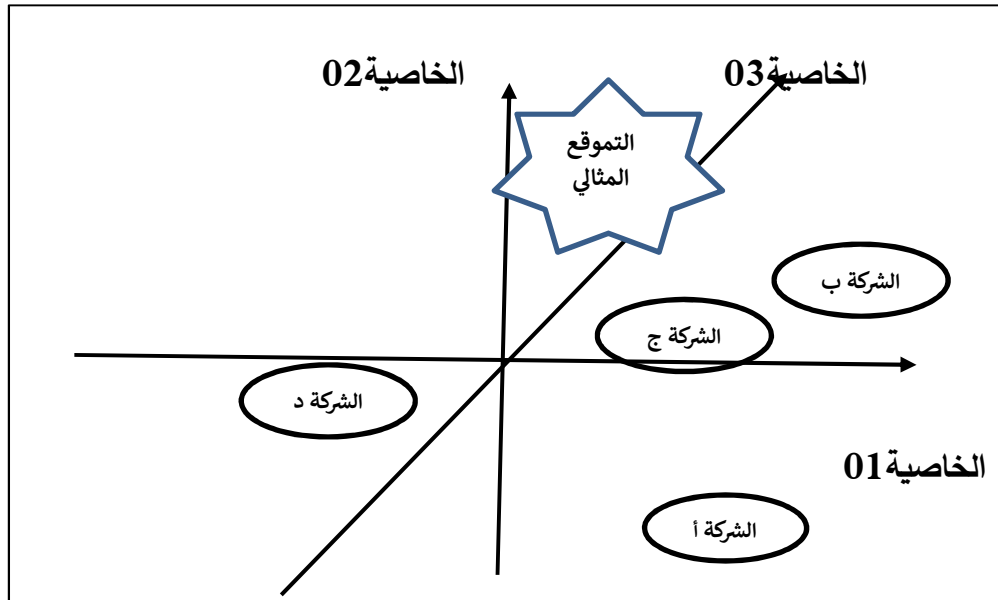 الخاصية03
الخاصية02
التموقع
المثالي
الشركة ب
الشركة ج
الشركة د
الخاصية01
الشركة أ